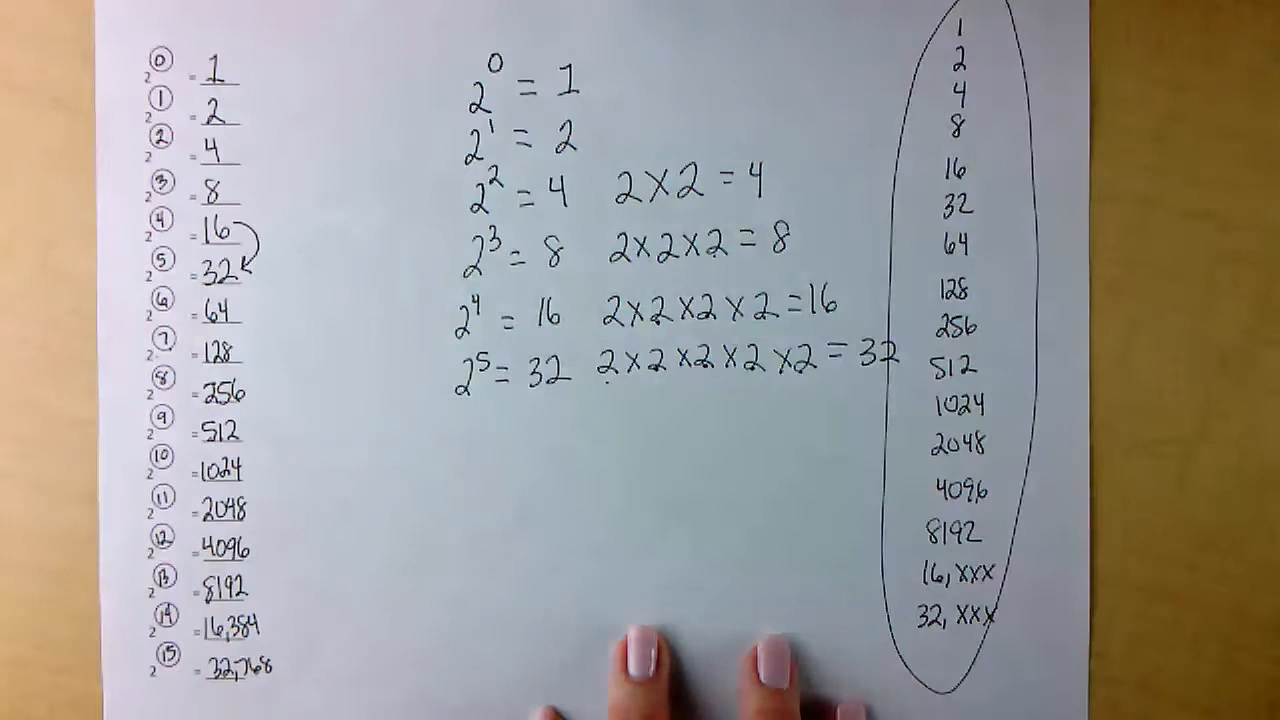 2⁰ = 1
2¹ = 2
2² = 4
2³ = 8
2⁴ = 16
2⁵ = 32
2⁶ = 64
2⁷ = 128
2⁸ = 256
2⁹ = 512
2¹⁰ = 1024
2¹¹ = 2048
2¹² = 4096
2¹³ = 8192
2¹⁴ = 16,384
2¹⁵ = 32,768
2⁰ = 1
2¹ = 2
2² = 4 2×2 = 4
2³ = 8 2×2×2 = 8
2⁴ = 16 2×2×2×2 = 16
2⁵ = 32 2×2×2×2×2 = 32
1
2
4
8
16
32
64
128
256
512
1024
2048
4096
8192
16,xxx
32,xxx